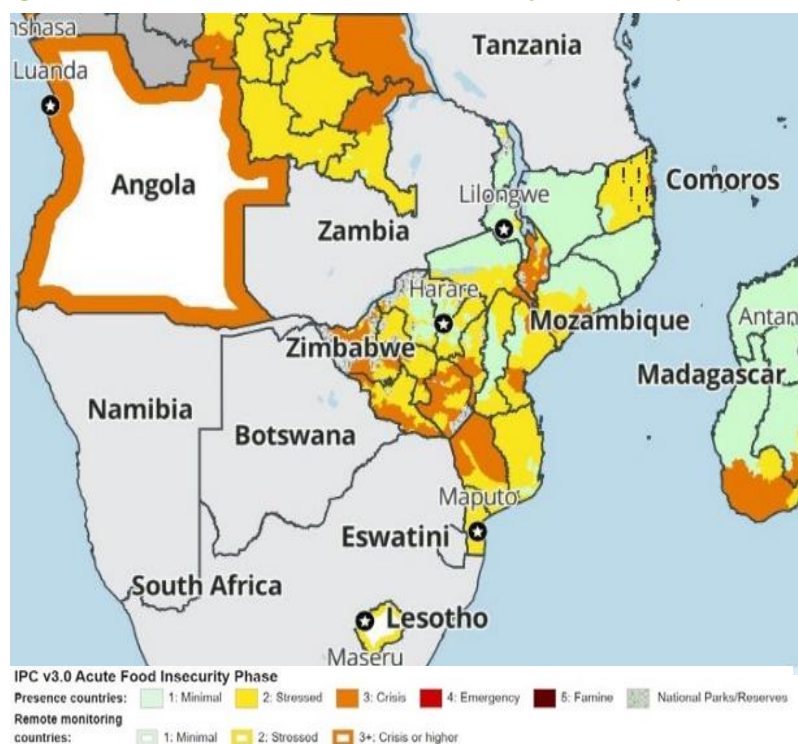 nshasa
Tanzania
Luanda
Angola
Comoros
Lilongwe
Zambia
Harare
Antan
Mozambique
Zimbabwe
Madagascar
Namibia
Botswana
Maputo
Eswatini
South Africa
Lesotho
Maseru
IPC v3.0 Acute Food Insecurity Phase
Presence countries: 1: Minimal 2: Stressed 3: Crisis 4: Emergency 5: Famine National Parks/Reserves
Remote monitoring
countries: 1: Minimal 2: Stressed 3+: Crisis or higher